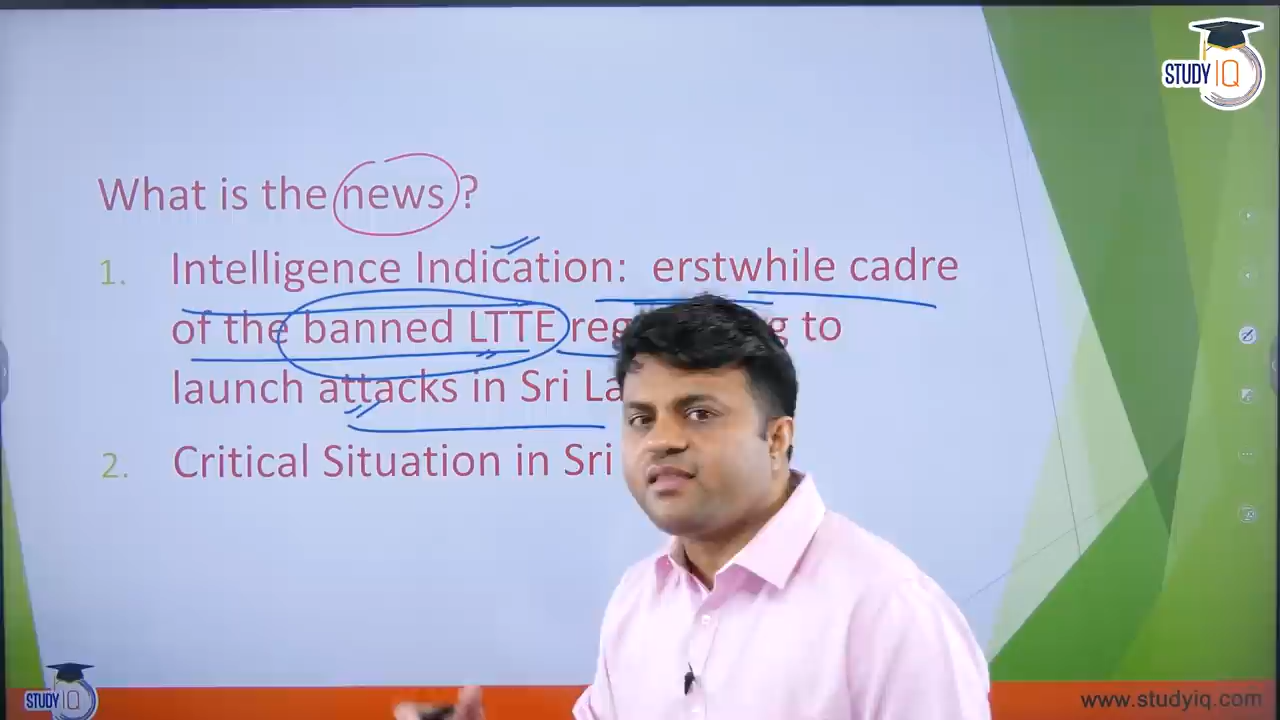 STUDY IQ
What is the news ?
1. Intelligence Indication: erstwhile cadre
of the banned LTTE to
launch attacks in Sri
2. Critical Situation in Sri
STUDY IQ
www.studyiq.com